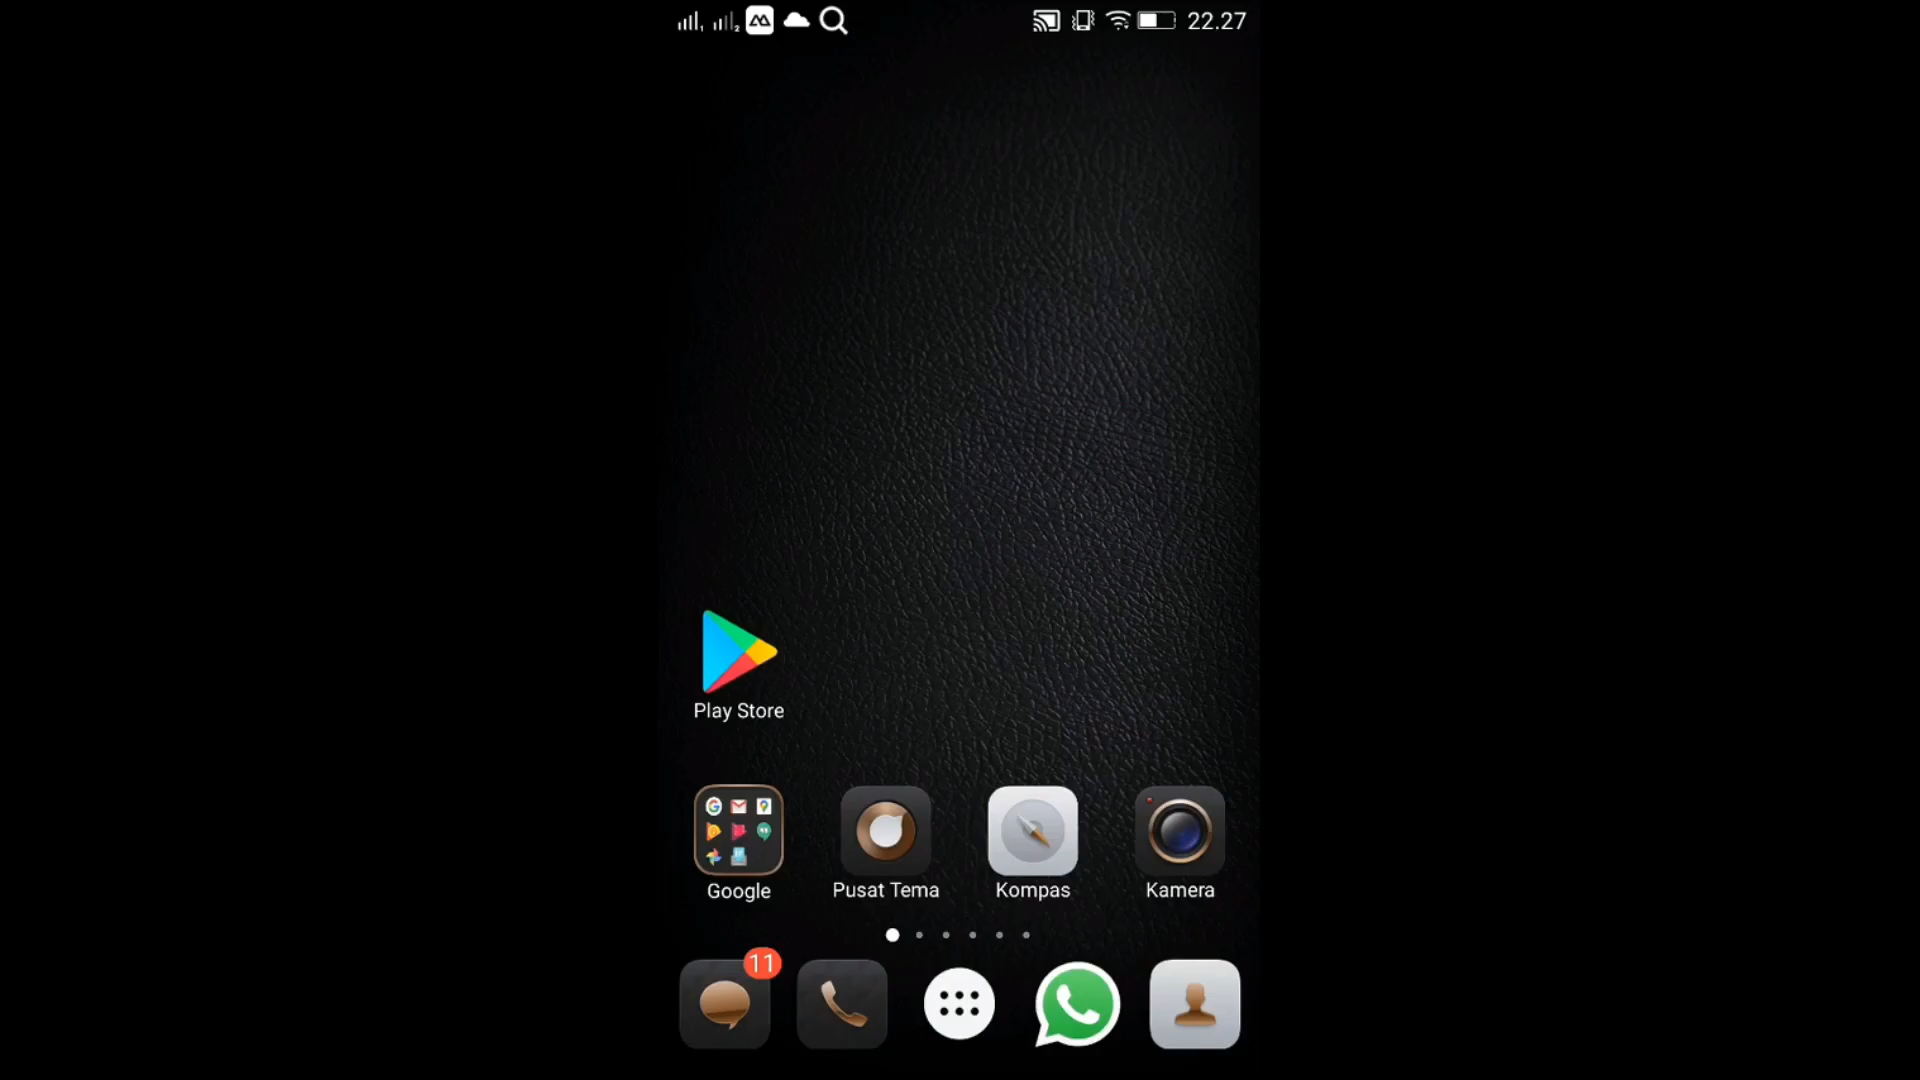 22.27
Play Store
Google
Pusat Tema
Kompas
Kamera
11